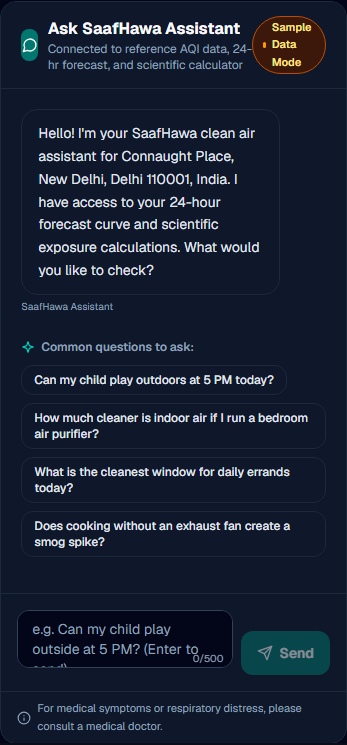 Ask SaafHawa Assistant
Connected to reference AQI data, 24-
hr forecast, and scientific calculator
Sample
Data
Mode
Hello! I'm your SaafHawa clean air
assistant for Connaught Place,
New Delhi, Delhi 110001, India. I
have access to your 24-hour
forecast curve and scientific
exposure calculations. What would
you like to check?
SaafHawa Assistant
Common questions to ask:
Can my child play outdoors at 5 PM today?
How much cleaner is indoor air if I run a bedroom
air purifier?
What is the cleanest window for daily errands
today?
Does cooking without an exhaust fan create a
smog spike?
e.g. Can my child play
outside at 5 PM? (Enter to
0/500
Send
For medical symptoms or respiratory distress, please
consult a medical doctor.